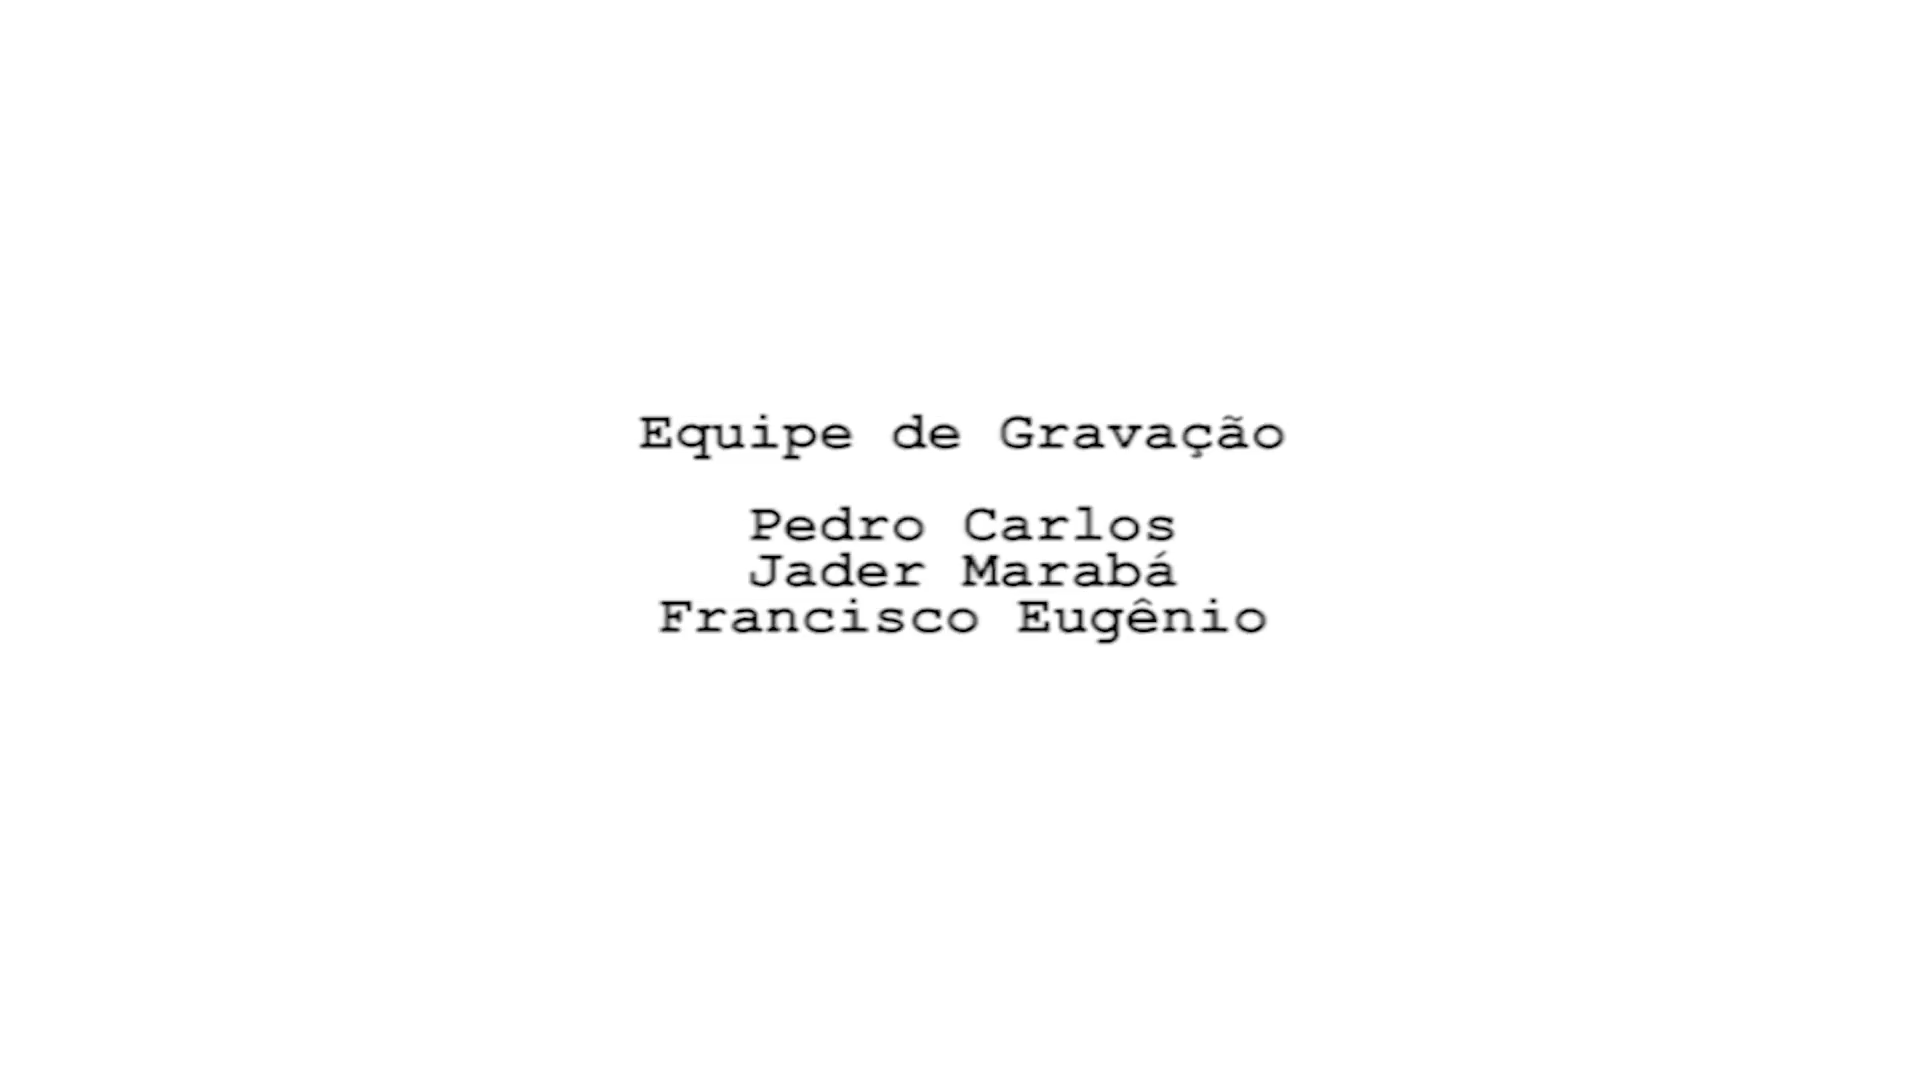 Equipe de Gravação
Pedro Carlos
Jader Marabá
Francisco Eugênio